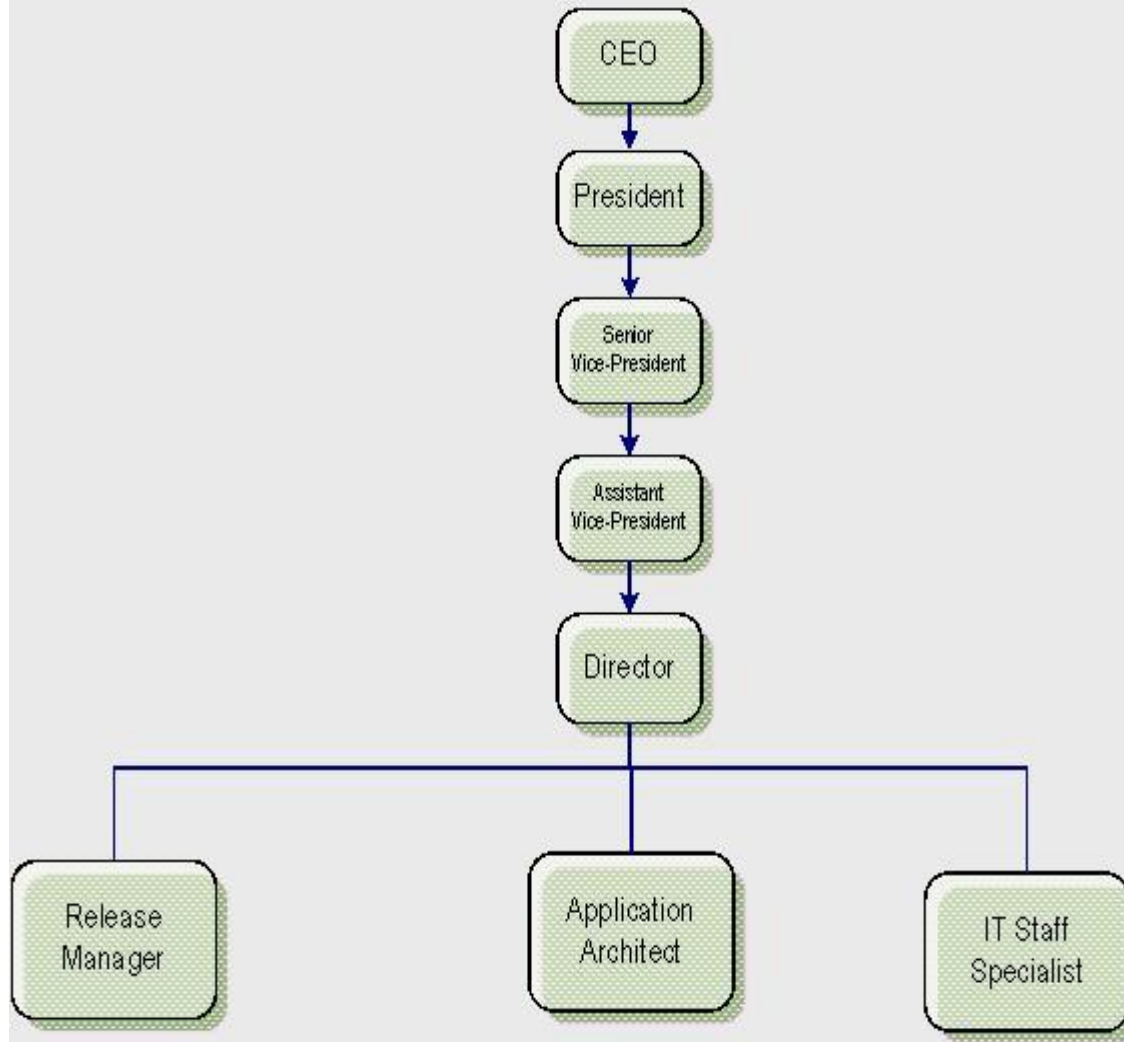 CEO
President
Senior
Vice-President
Assistant
Vice-President
Director
Release
Manager
Application
Architect
IT Staff
Specialist